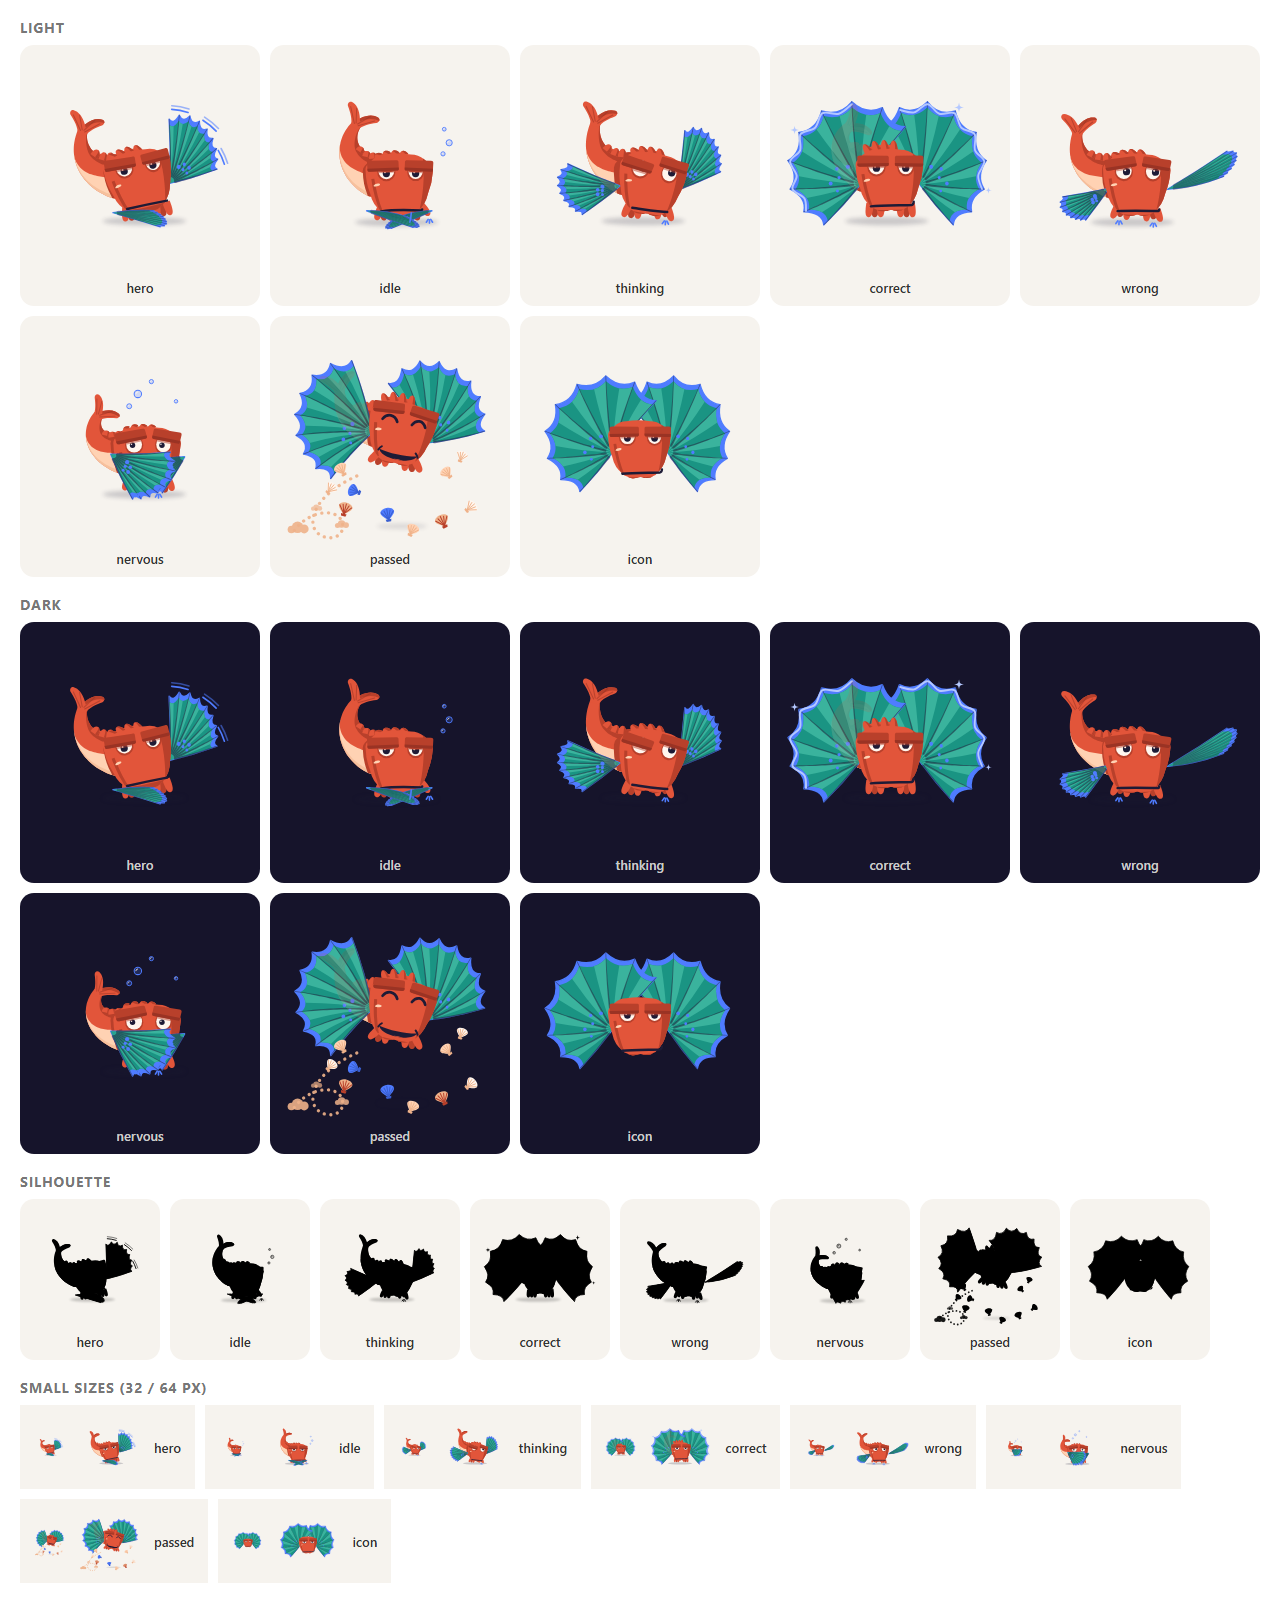 LIGHT
hero
idle
thinking
correct
wrong
nervous
passed
icon
DARK
hero
idle
thinking
correct
wrong
nervous
passed
icon
SILHOUETTE
hero
idle
thinking
correct
wrong
nervous
passed
icon
SMALL SIZES (32 / 64 PX)
hero
idle
thinking
correct
wrong
nervous
passed
icon